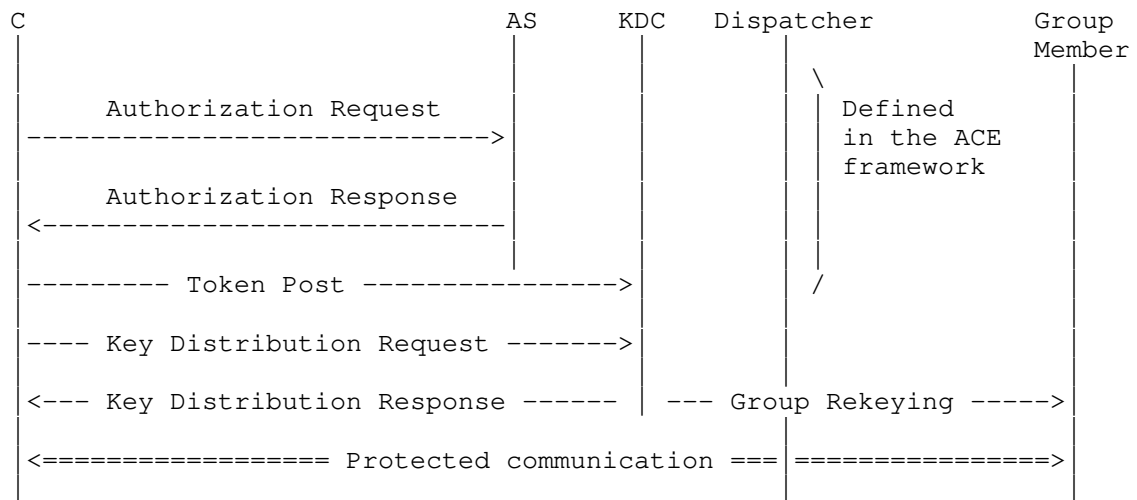 C AS KDC Dispatcher Group
Member
Authorization Request Defined
in the ACE
framework
Authorization Response
Token Post
Key Distribution Request
Key Distribution Response Group Rekeying
Protected communication